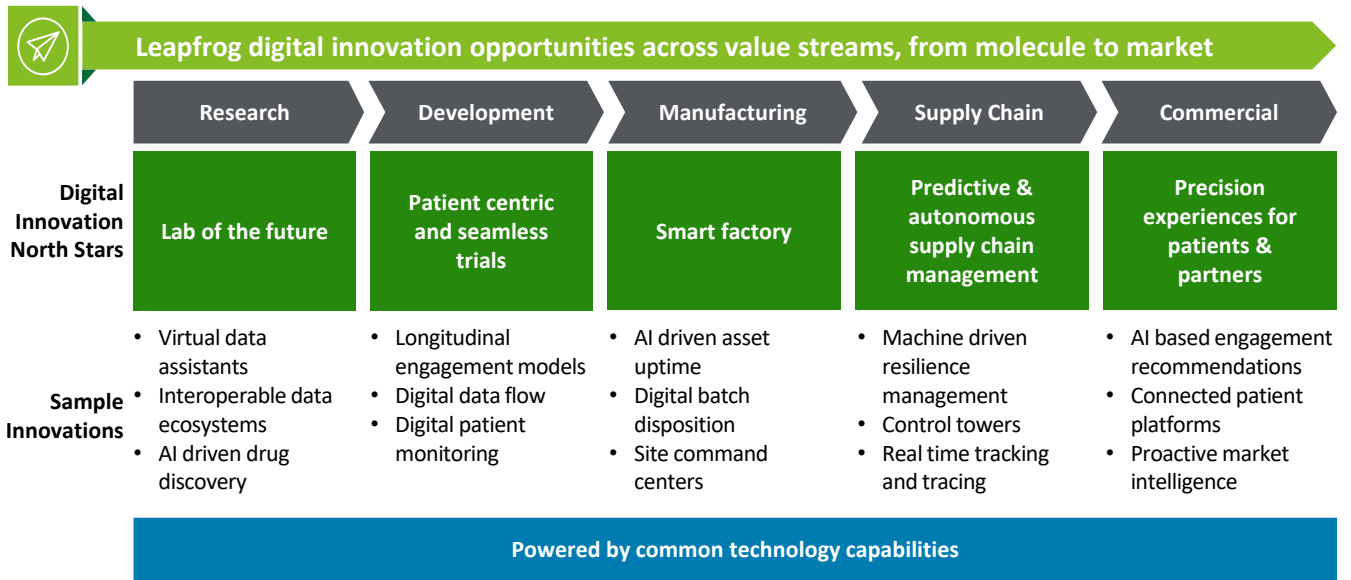 Leapfrog digital innovation opportunities across value streams, from molecule to market
Research
Development
Manufacturing
Supply Chain
Commercial
Digital
Innovation
North Stars
Lab of the future
Patient centric
and seamless
trials
Smart factory
Predictive &
autonomous
supply chain
management
Precision
experiences for
patients &
partners
Sample
Innovations
• Virtual data
assistants
• Interoperable data
ecosystems
• AI driven drug
discovery
• Longitudinal
engagement models
• Digital data flow
• Digital patient
monitoring
• AI driven asset
uptime
• Digital batch
disposition
• Site command
centers
• Machine driven
resilience
management
• Control towers
• Real time tracking
and tracing
• AI based engagement
recommendations
• Connected patient
platforms
• Proactive market
intelligence
Powered by common technology capabilities